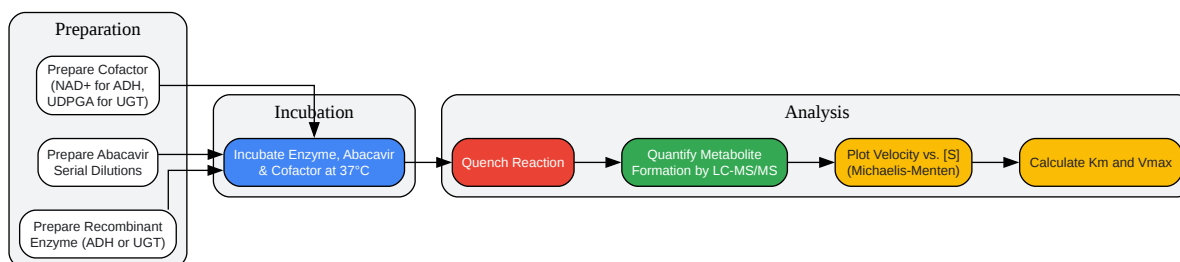 Preparation
Prepare Cofactor
(NAD+ for ADH,
UDPGA for UGT)
Prepare Abacavir
Serial Dilutions
Prepare Recombinant
Enzyme (ADH or UGT)
Incubation
Incubate Enzyme, Abacavir
& Cofactor at 37°C
Analysis
Quench Reaction
Quantify Metabolite
Formation by LC-MS/MS
Plot Velocity vs. [S]
(Michaelis-Menten)
Calculate Km and Vmax